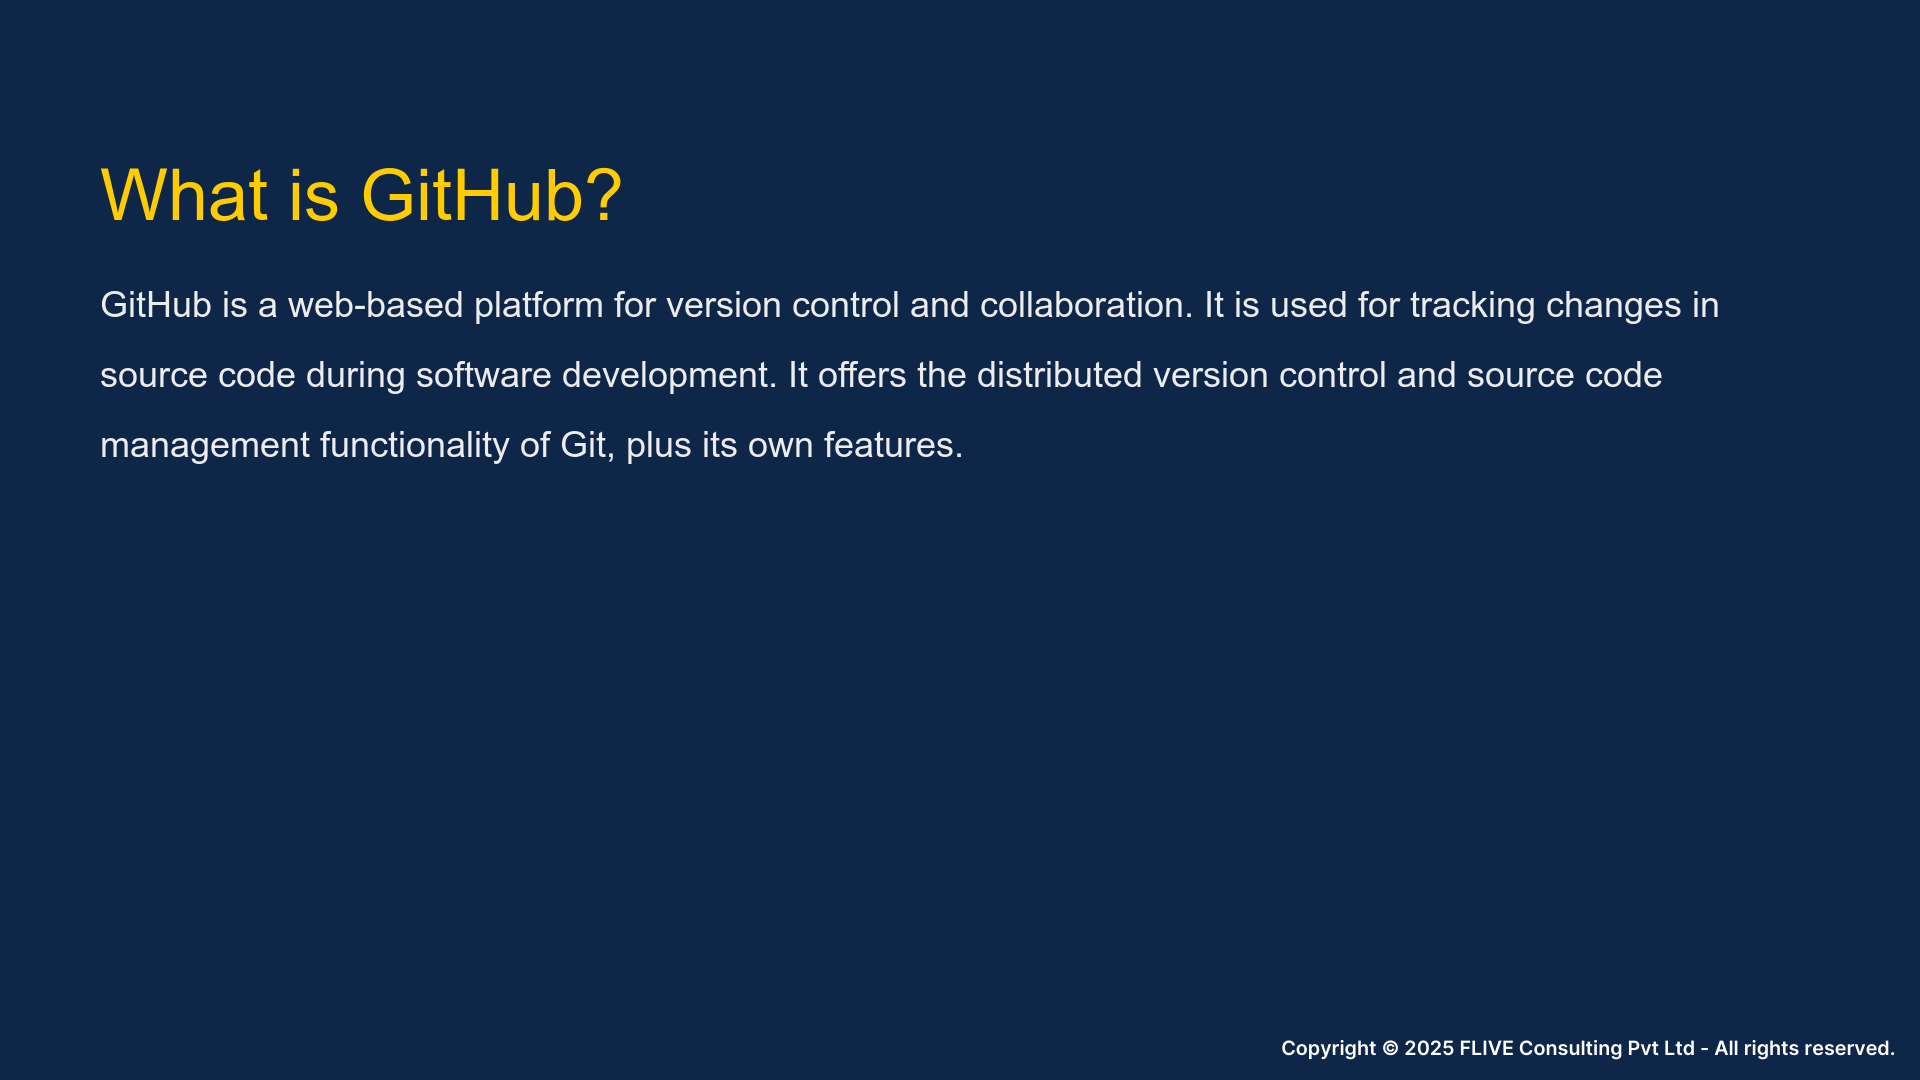 What is GitHub?
GitHub is a web-based platform for version control and collaboration. It is used for tracking changes in
source code during software development. It offers the distributed version control and source code
management functionality of Git, plus its own features.
Copyright © 2025 FLIVE Consulting Pvt Ltd - All rights reserved.